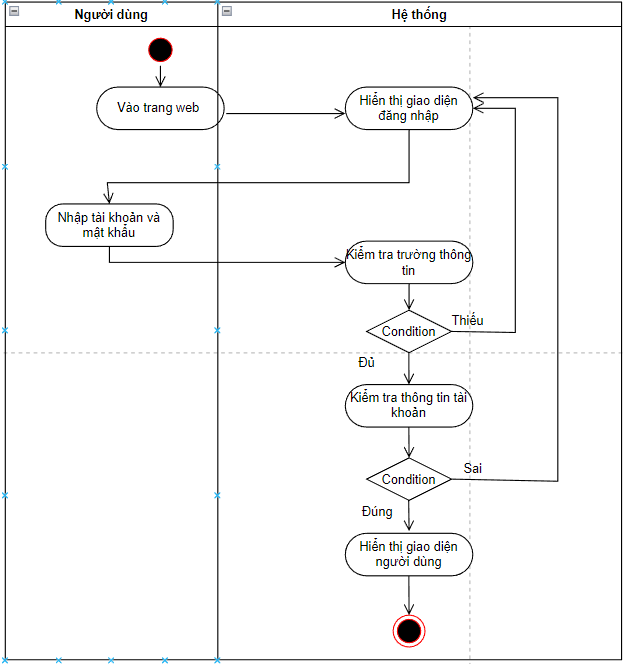 Người dùng
Hệ thống
Vào trang web
Hiển thị giao diện
đăng nhập
Nhập tài khoản và
mật khẩu
Kiểm tra trường thông
tin
Condition
Thiếu
Đủ
Kiểm tra thông tin tài
khoản
Condition
Sai
Đúng
Hiển thị giao diện
người dùng